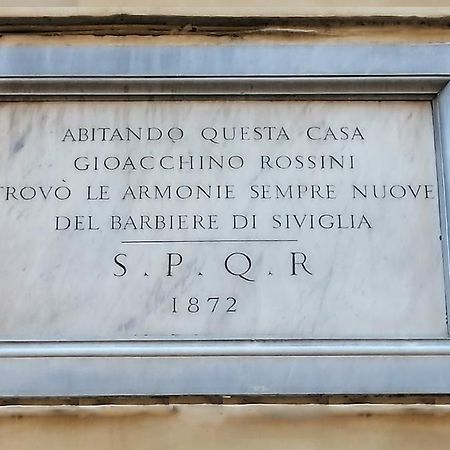 ABITANDO QUESTA CASA
GIOACCHINO ROSSINI
TROVÒ LE ARMONIE SEMPRE NUOVE
DEL BARBIERE DI SIVIGLIA
S.P.Q.R
1872